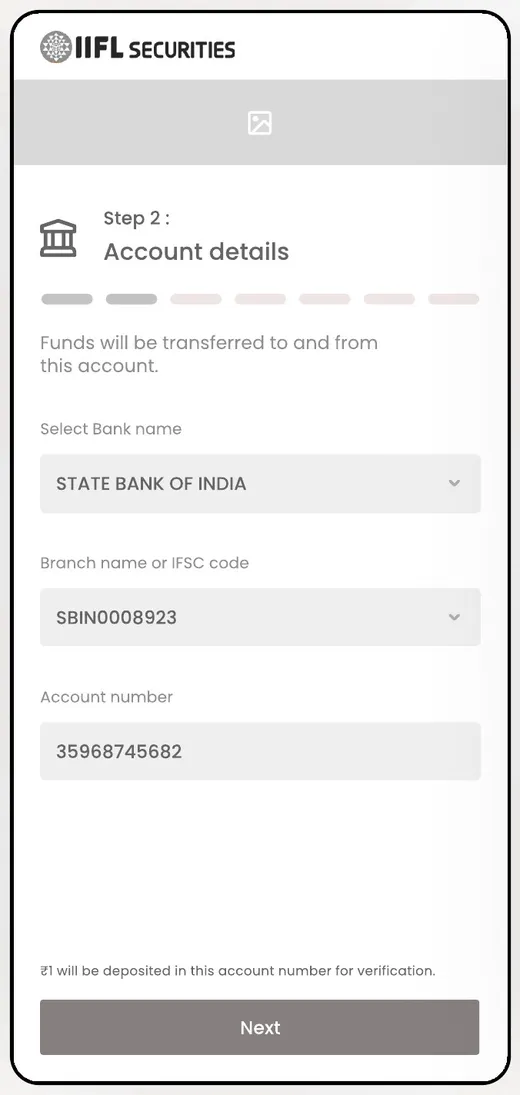 IIFL SECURITIES
Step 2 :
Account details
Funds will be transferred to and from
this account.
Select Bank name
STATE BANK OF INDIA
Branch name or IFSC code
SBIN0008923
Account number
35968745682
₹1 will be deposited in this account number for verification.
Next